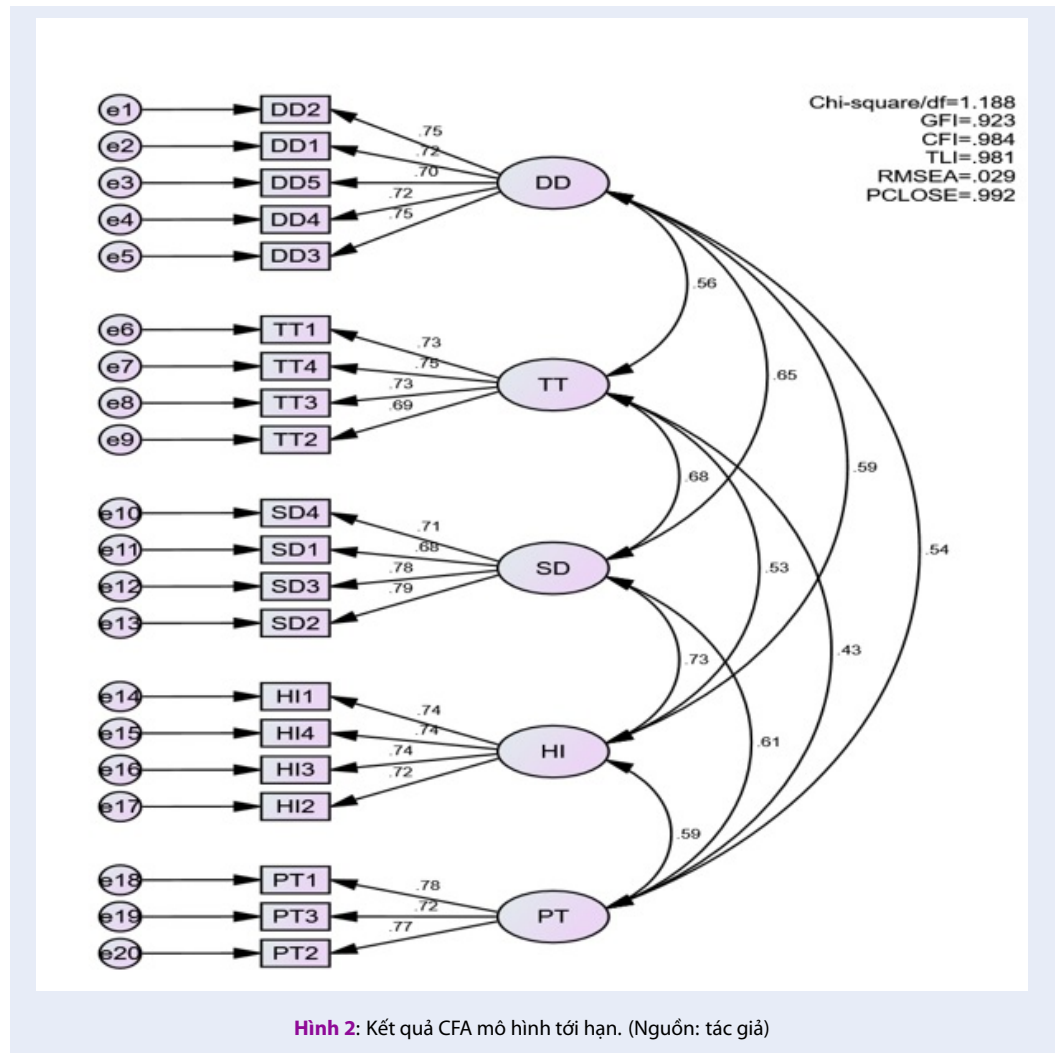 Chi-square/df=1.188
GFI=.923
CFI=.984
TLI=.981
RMSEA=.029
PCLOSE=.992
e1 DD2 .75
e2 DD1 .72
e3 DD5 .70 DD
e4 DD4 .72
e5 DD3 .75
.56
e6 TT1 .73
e7 TT4 .75
.65
e8 TT3 .73 TT
e9 TT2 .69
.68
.59
e10 SD4 .71
e11 SD1 .68
.54
e12 SD3 .78 SD
.53
e13 SD2 .79
.43
.73
e14 HI1 .74
e15 HI4 .74
.61
e16 HI3 .74 HI
e17 HI2 .72
.59
e18 PT1 .78
e19 PT3 .72 PT
e20 PT2 .77
Hình 2: Kết quả CFA mô hình tới hạn. (Nguồn: tác giả)